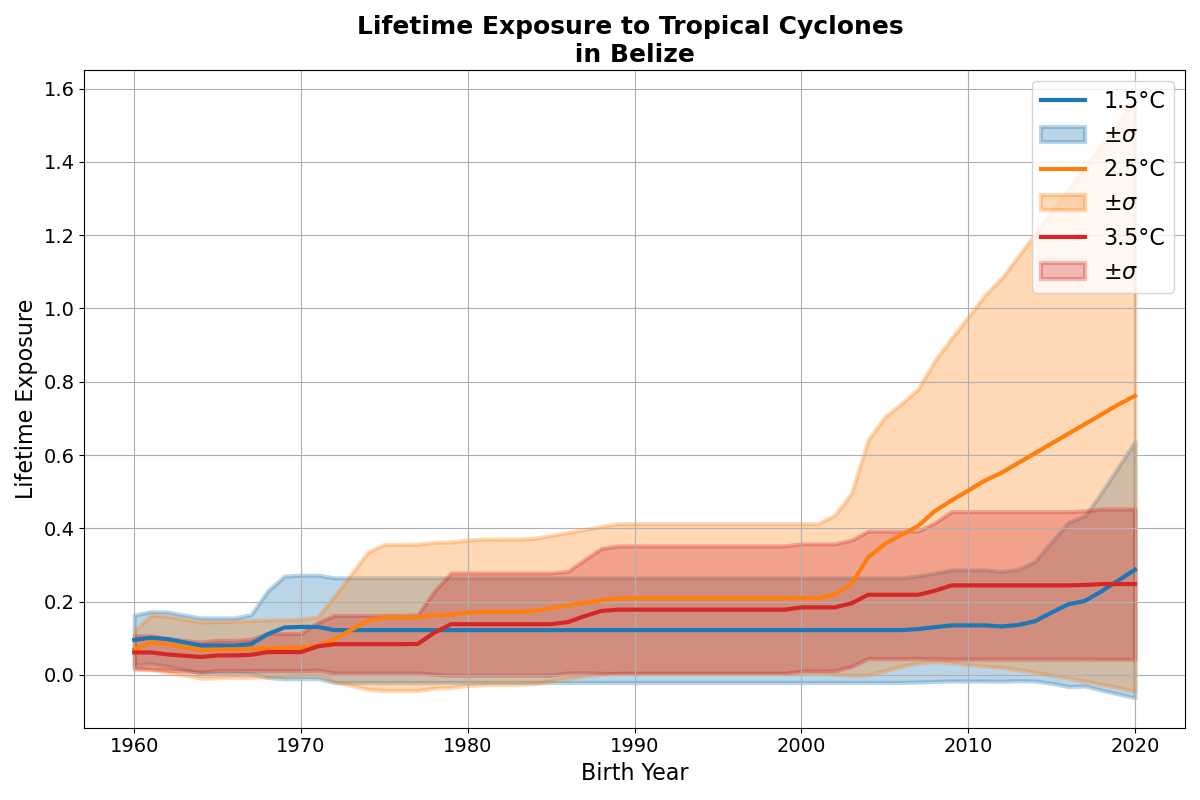 Lifetime Exposure to Tropical Cyclones
in Belize
1.6
1.4
1.2
1.0
0.8
0.6
0.4
0.2
0.0
Lifetime Exposure
1.5°C
±σ
2.5°C
±σ
3.5°C
±σ
1960 1970 1980 1990 2000 2010 2020
Birth Year